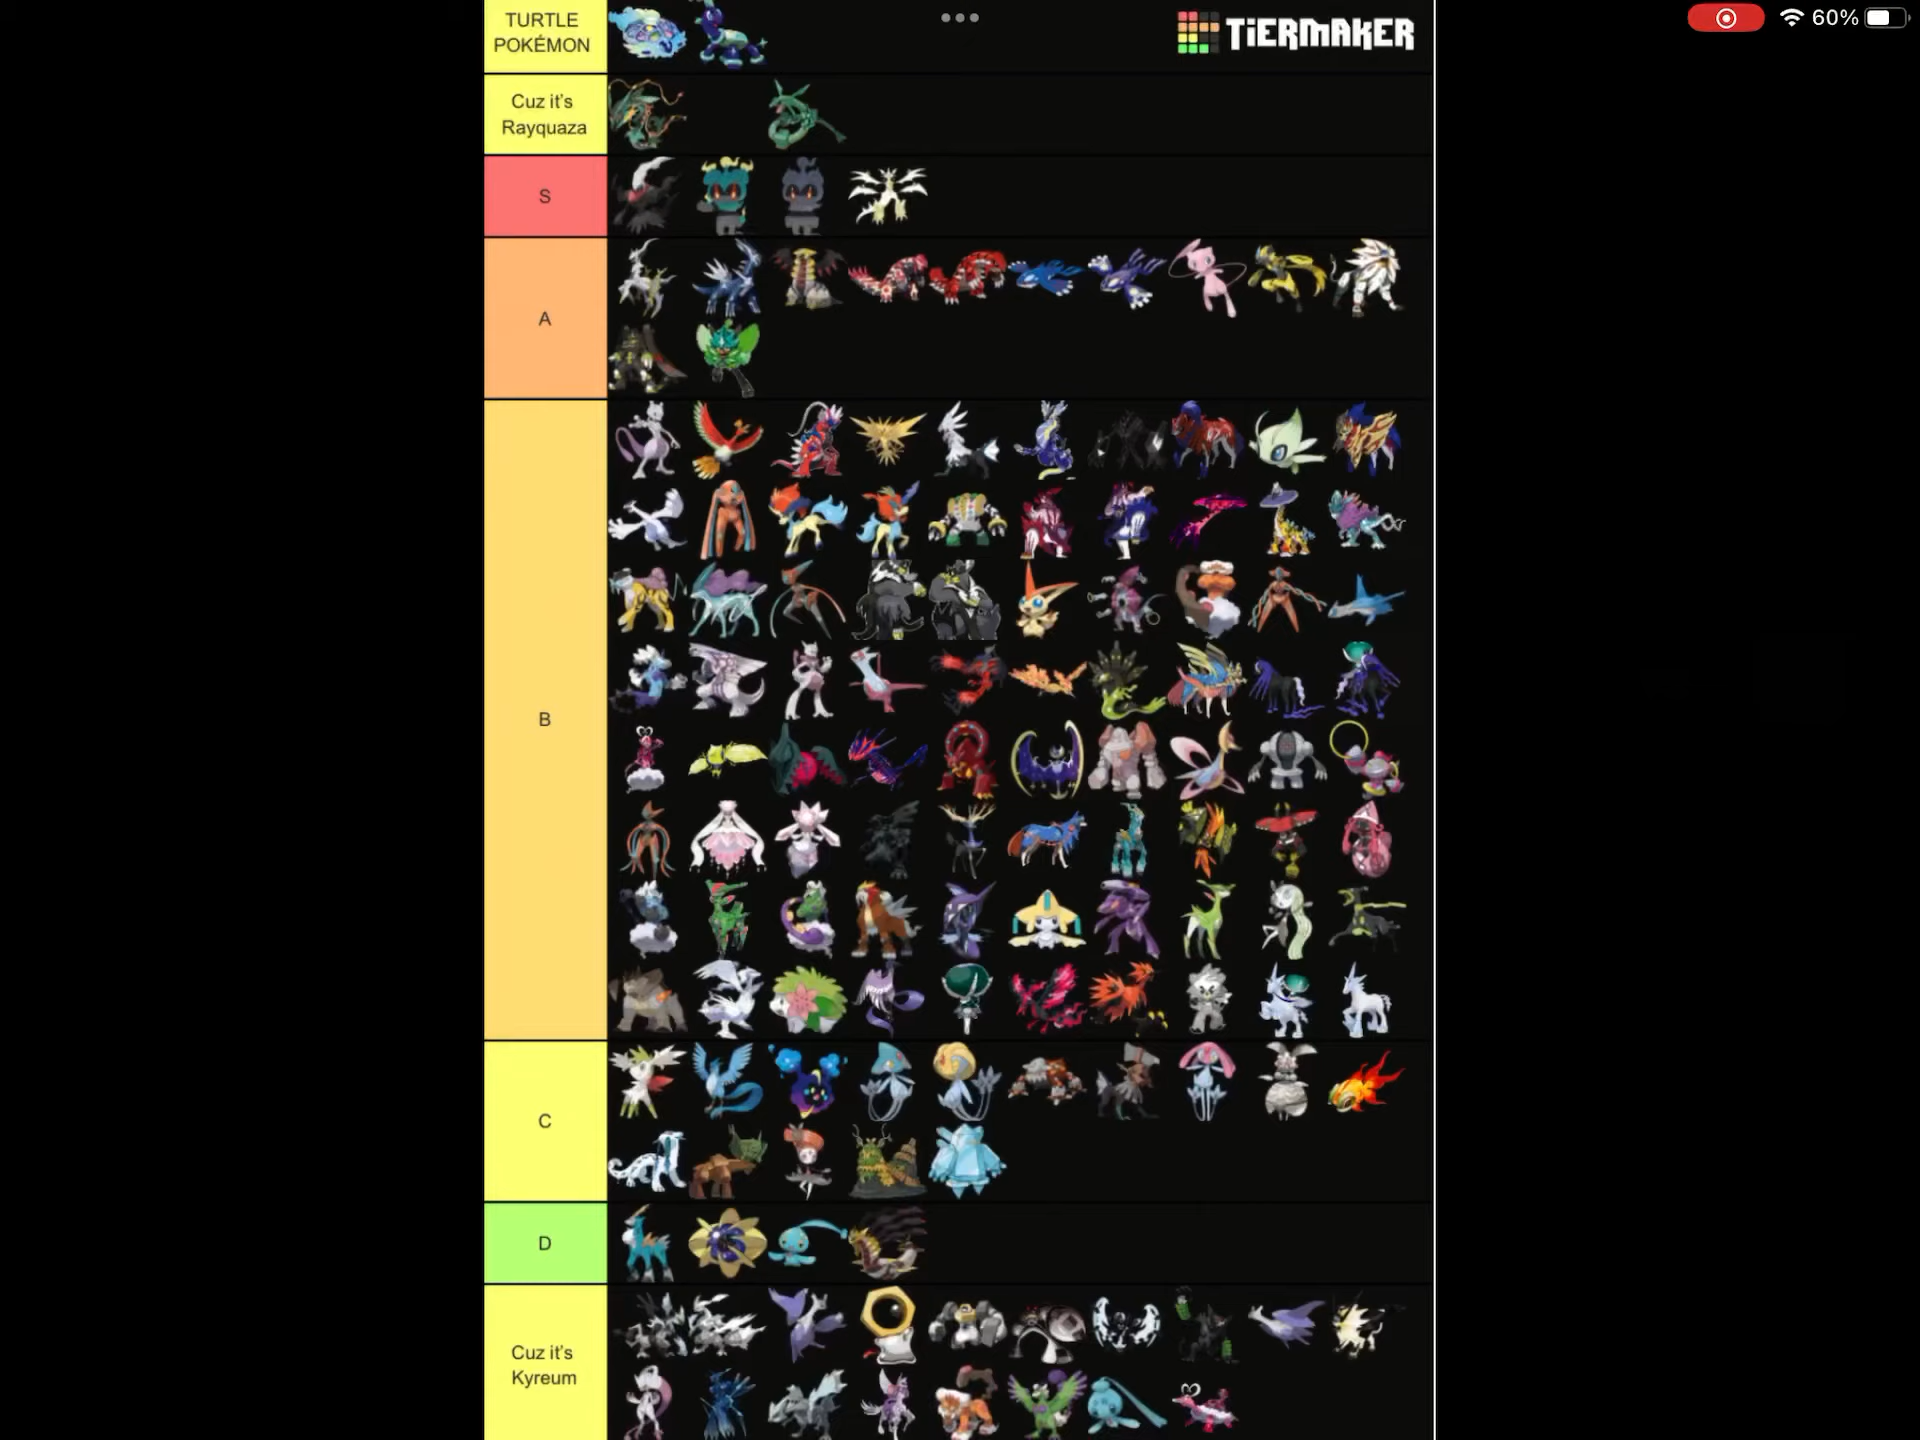 TURTLE
POKÉMON
TiERMAKER
60%
Cuz it's
Rayquaza
S
A
B
C
D
Cuz it's
Kyreum